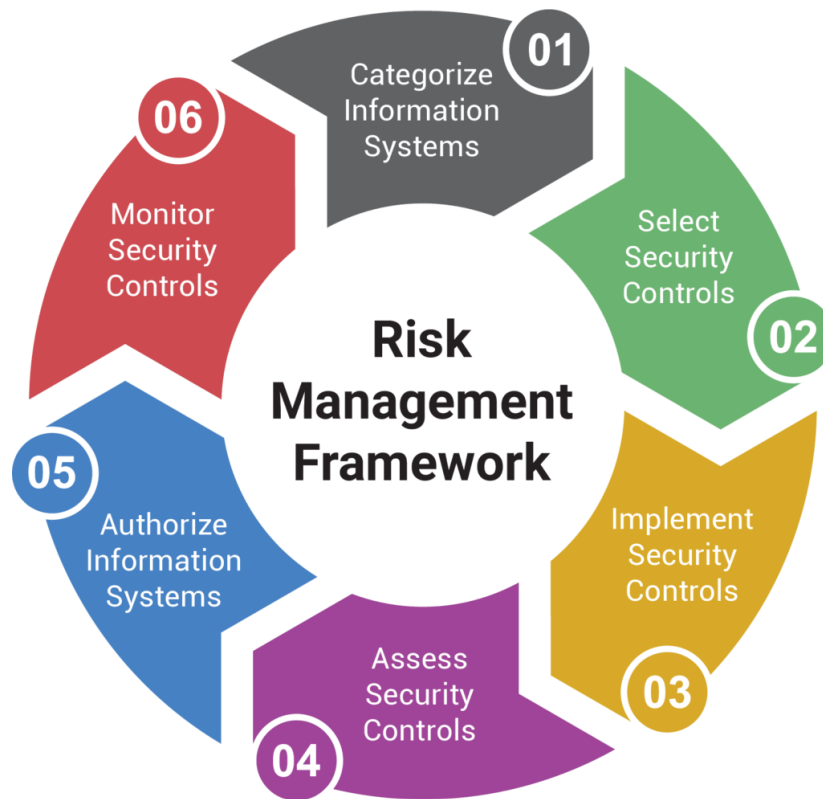 Risk
Management
Framework
01
Categorize
Information
Systems
02
Select
Security
Controls
03
Implement
Security
Controls
04
Assess
Security
Controls
05
Authorize
Information
Systems
06
Monitor
Security
Controls